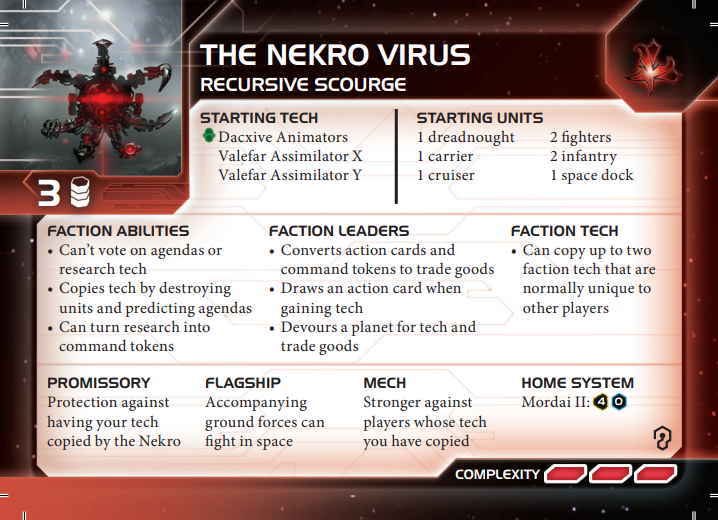 THE NEKRO VIRUS
RECURSIVE SCOURGE
3
STARTING TECH
Dacxive Animators
Valefar Assimilator X
Valefar Assimilator Y
STARTING UNITS
1 dreadnought
1 carrier
1 cruiser
2 fighters
2 infantry
1 space dock
FACTION ABILITIES
• Can't vote on agendas or
research tech
• Copies tech by destroying
units and predicting agendas
• Can turn research into
command tokens
FACTION LEADERS
• Converts action cards and
command tokens to trade goods
• Draws an action card when
gaining tech
• Devours a planet for tech and
trade goods
FACTION TECH
• Can copy up to two
faction tech that are
normally unique to
other players
PROMISSORY
Protection against
having your tech
copied by the Nekro
FLAGSHIP
Accompanying
ground forces can
fight in space
MECH
Stronger against
players whose tech
you have copied
HOME SYSTEM
Mordai II: 4 0
COMPLEXITY